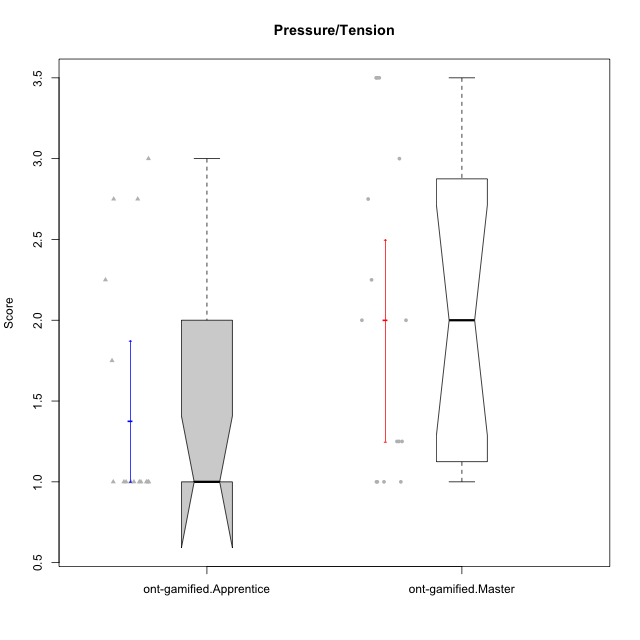 Pressure/Tension
Score
3.5
3.0
2.5
2.0
1.5
1.0
0.5
ont-gamified.Apprentice
ont-gamified.Master